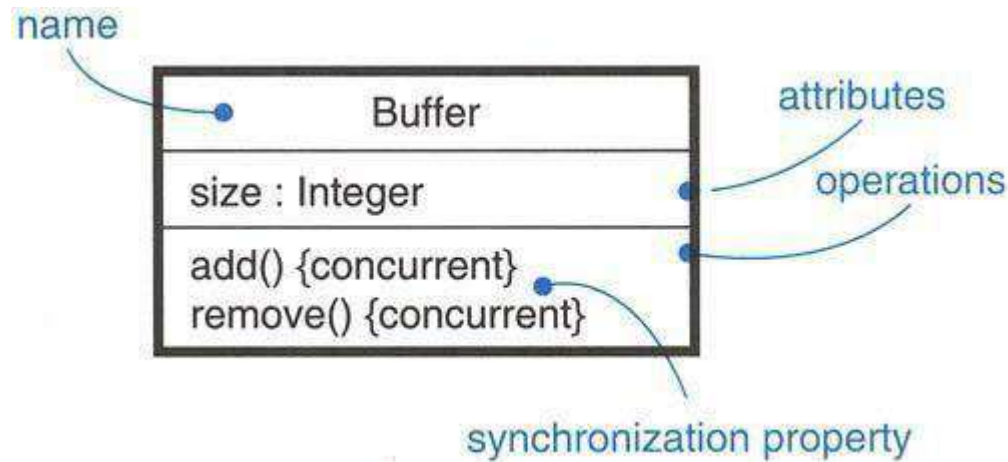 name
Buffer
attributes
size : Integer
operations
add() {concurrent}
remove() {concurrent}
synchronization property